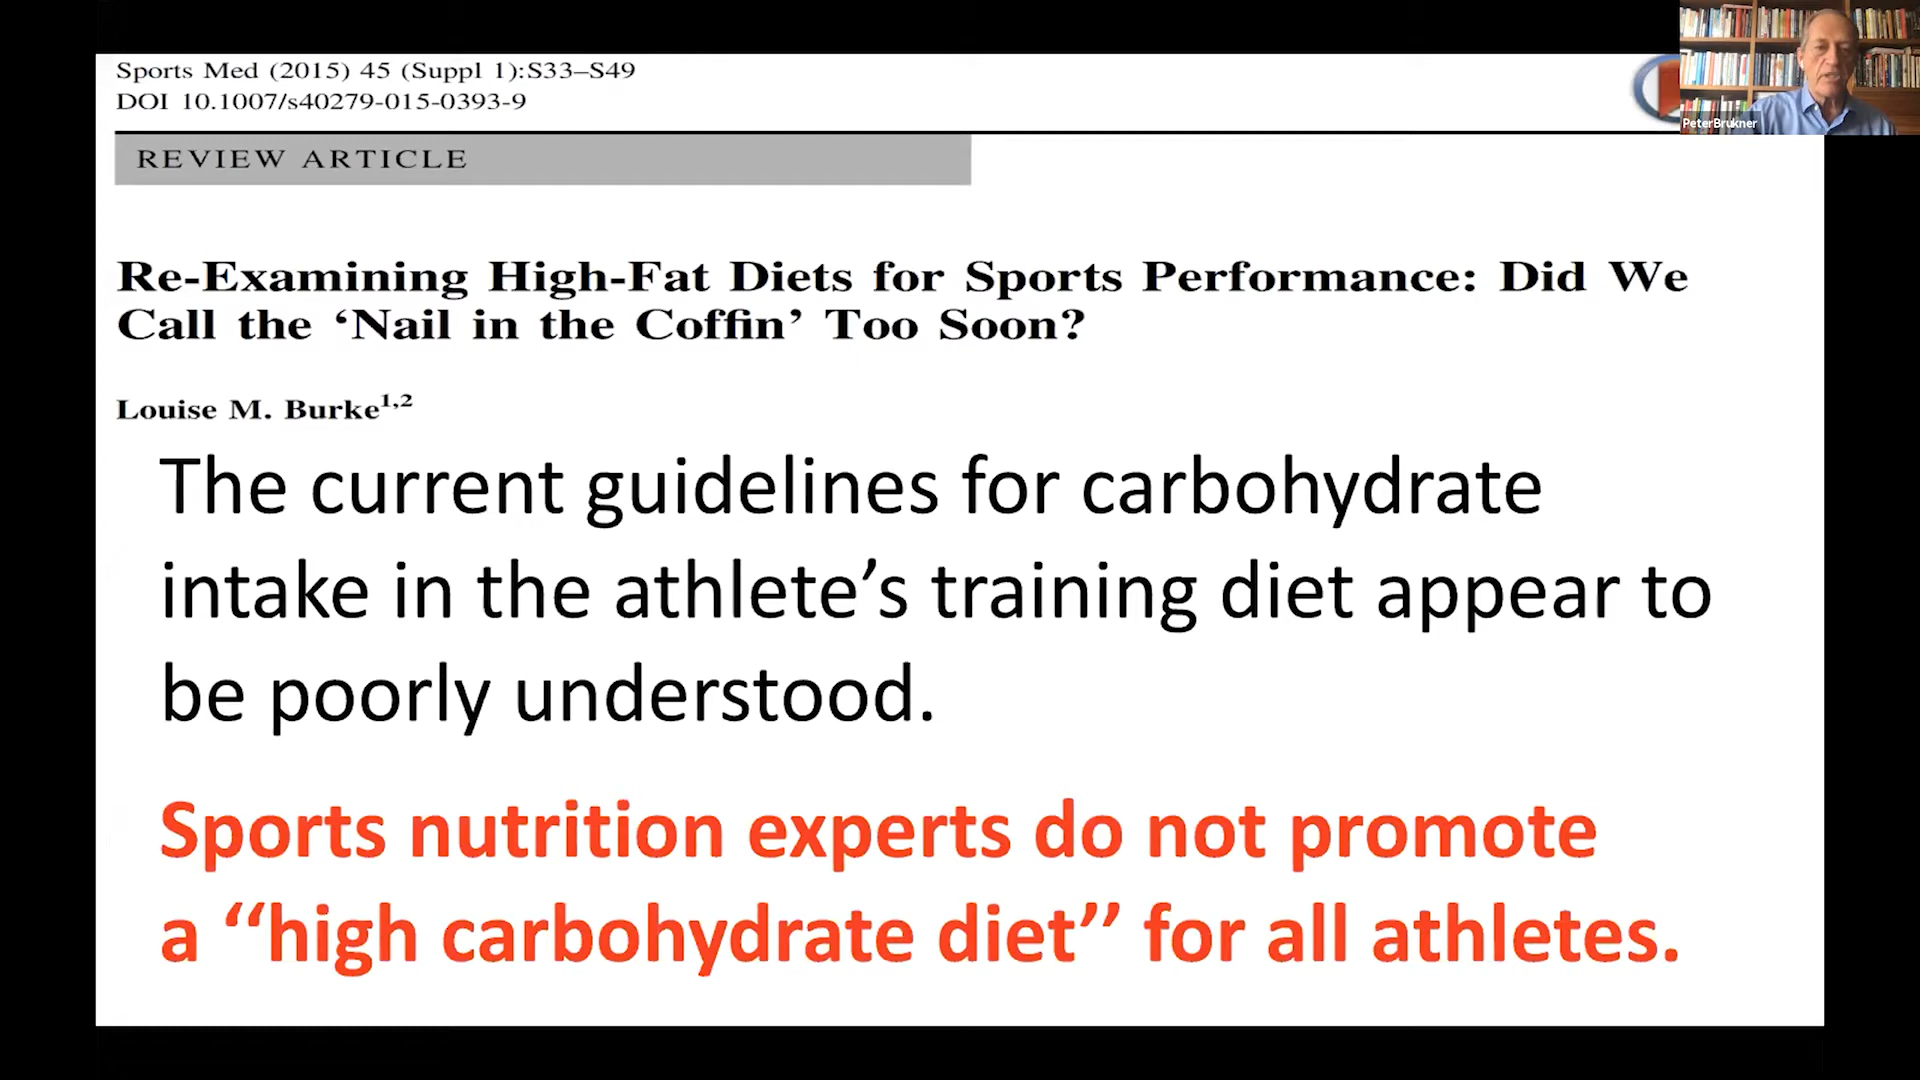 Sports Med (2015) 45 (Suppl 1):S33–S49
DOI 10.1007/s40279-015-0393-9
PeterBrukner
REVIEW ARTICLE
Re-Examining High-Fat Diets for Sports Performance: Did We
Call the ‘Nail in the Coffin’ Too Soon?
Louise M. Burke1,2
The current guidelines for carbohydrate
intake in the athlete’s training diet appear to
be poorly understood.
Sports nutrition experts do not promote
a ‘‘high carbohydrate diet’’ for all athletes.